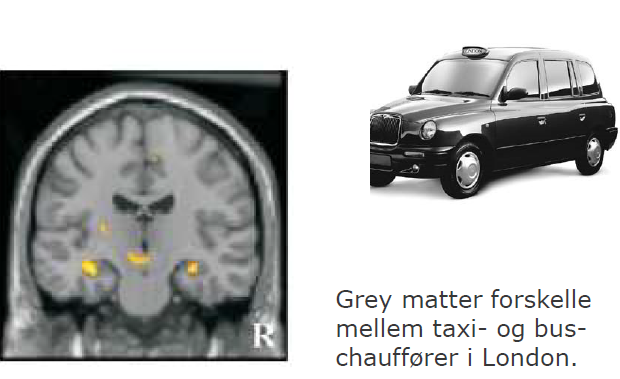 R
Grey matter forskelle
mellem taxi- og bus-
chauffører i London.